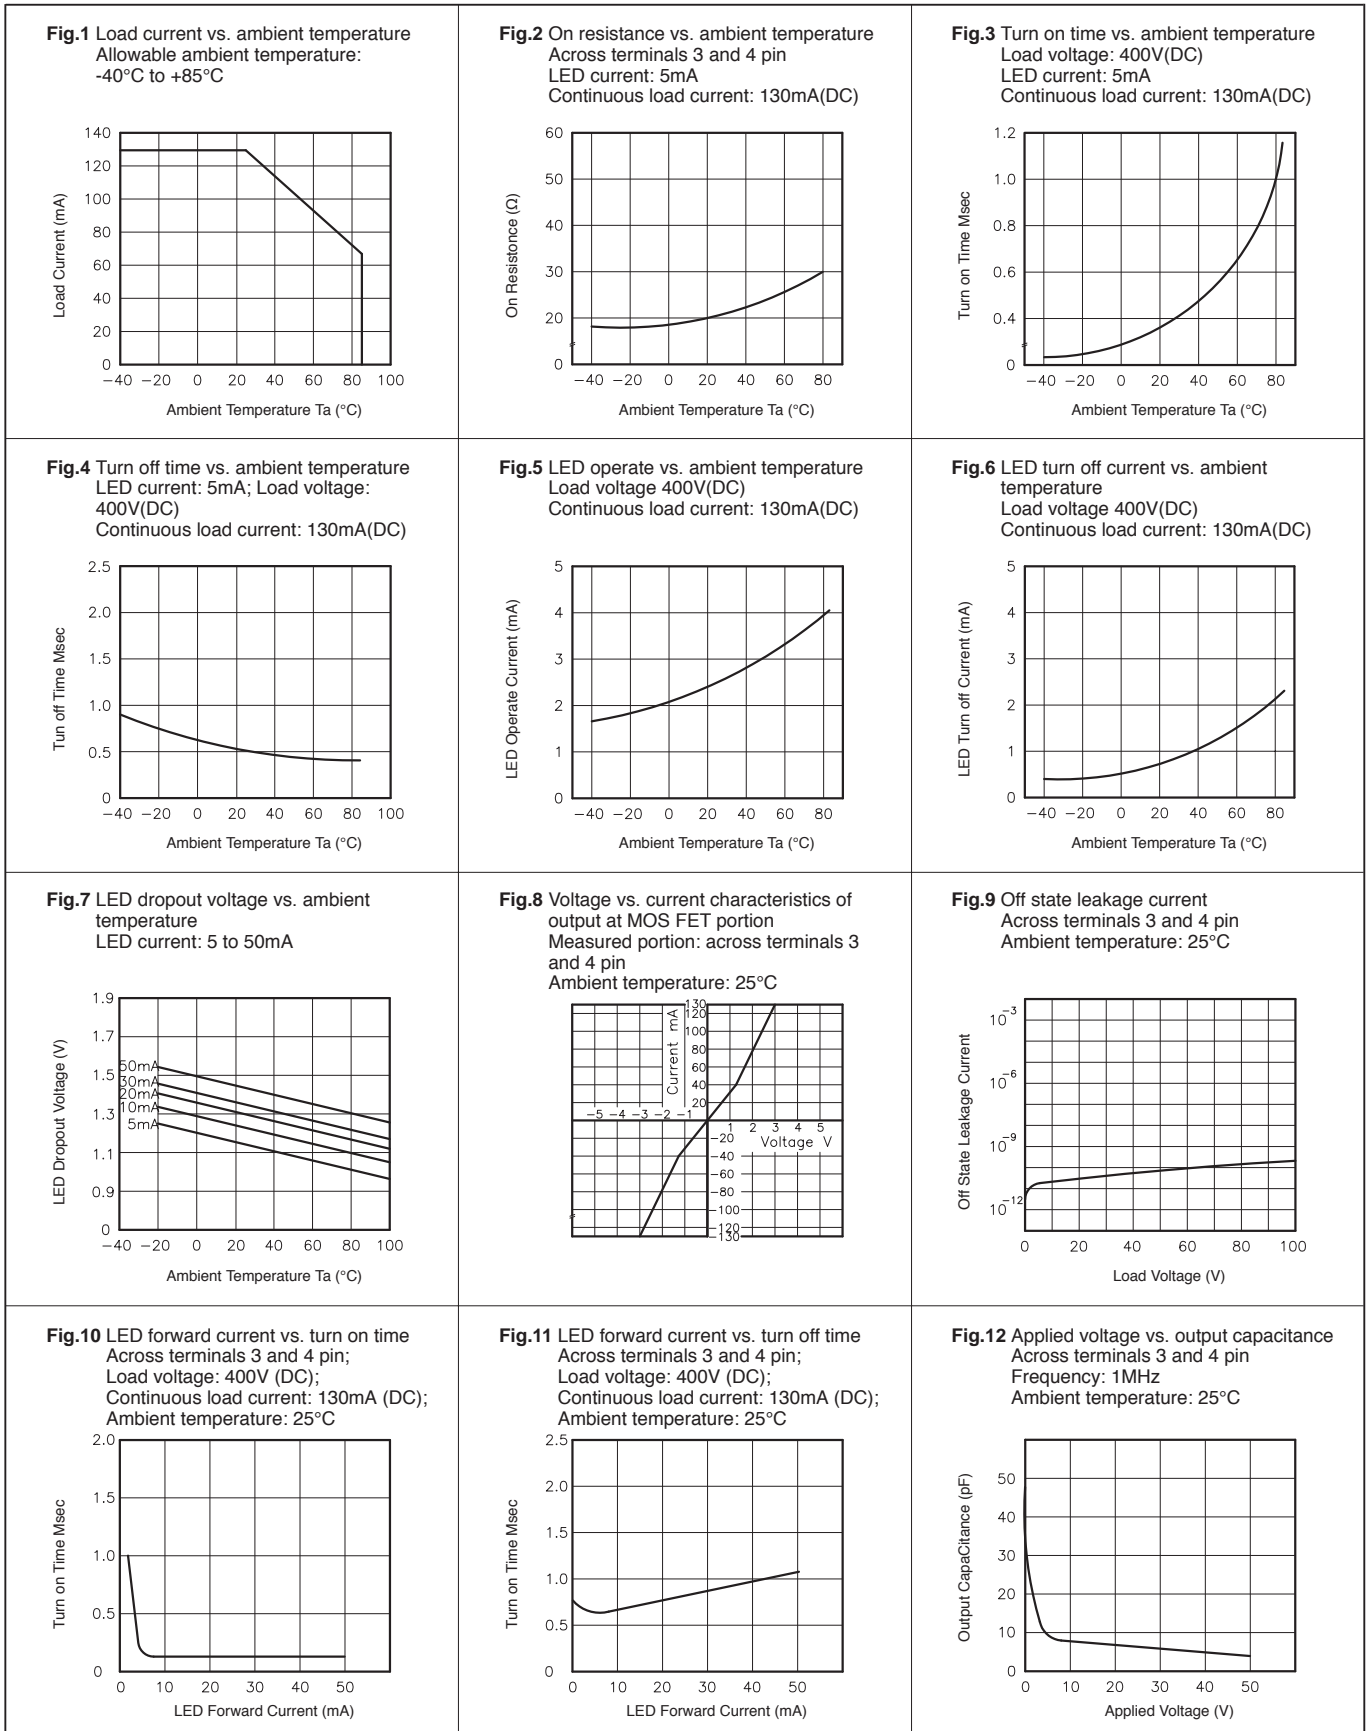 Fig.1 Load current vs. ambient temperature
Allowable ambient temperature:
-40°C to +85°C
140
120
100
80
60
40
20
0
Load Current (mA)
−40 −20 0 20 40 60 80 100
Ambient Temperature Ta (°C)
Fig.2 On resistance vs. ambient temperature
Across terminals 3 and 4 pin
LED current: 5mA
Continuous load current: 130mA(DC)
60
50
40
30
20
0
On Resistonce (Ω)
−40 −20 0 20 40 60 80
Ambient Temperature Ta (°C)
Fig.3 Turn on time vs. ambient temperature
Load voltage: 400V(DC)
LED current: 5mA
Continuous load current: 130mA(DC)
1.2
1.0
0.8
0.6
0.4
0
Turn on Time Msec
−40 −20 0 20 40 60 80
Ambient Temperature Ta (°C)
Fig.4 Turn off time vs. ambient temperature
LED current: 5mA; Load voltage:
400V(DC)
Continuous load current: 130mA(DC)
2.5
2.0
1.5
1.0
0.5
0
Tun off Time Msec
−40 −20 0 20 40 60 80 100
Ambient Temperature Ta (°C)
Fig.5 LED operate vs. ambient temperature
Load voltage 400V(DC)
Continuous load current: 130mA(DC)
5
4
3
2
1
0
LED Operate Current (mA)
−40 −20 0 20 40 60 80
Ambient Temperature Ta (°C)
Fig.6 LED turn off current vs. ambient
temperature
Load voltage 400V(DC)
Continuous load current: 130mA(DC)
5
4
3
2
1
0
LED Turn off Current (mA)
−40 −20 0 20 40 60 80
Ambient Temperature Ta (°C)
Fig.7 LED dropout voltage vs. ambient
temperature
LED current: 5 to 50mA
1.9
1.7
1.5
1.3
1.1
0.9
0
LED Dropout Voltage (V)
50mA
30mA
20mA
10mA
5mA
−40 −20 0 20 40 60 80 100
Ambient Temperature Ta (°C)
Fig.8 Voltage vs. current characteristics of
output at MOS FET portion
Measured portion: across terminals 3
and 4 pin
Ambient temperature: 25°C
130
120
100
80
60
40
20
Current mA
−5 −4 −3 −2 −1
1 2 3 4 5
Voltage V
−20
−40
−60
−80
−100
−120
−130
Fig.9 Off state leakage current
Across terminals 3 and 4 pin
Ambient temperature: 25°C
10−3
10−6
10−9
10−12
Off State Leakage Current
0 20 40 60 80 100
Load Voltage (V)
Fig.10 LED forward current vs. turn on time
Across terminals 3 and 4 pin;
Load voltage: 400V (DC);
Continuous load current: 130mA (DC);
Ambient temperature: 25°C
2.0
1.5
1.0
0.5
0
Turn on Time Msec
0 10 20 30 40 50
LED Forward Current (mA)
Fig.11 LED forward current vs. turn off time
Across terminals 3 and 4 pin;
Load voltage: 400V (DC);
Continuous load current: 130mA (DC);
Ambient temperature: 25°C
2.5
2.0
1.5
1.0
0.5
0
Turn on Time Msec
0 10 20 30 40 50
LED Forward Current (mA)
Fig.12 Applied voltage vs. output capacitance
Across terminals 3 and 4 pin
Frequency: 1MHz
Ambient temperature: 25°C
50
40
30
20
10
0
Output CapaCitance (pF)
0 10 20 30 40 50
Applied Voltage (V)